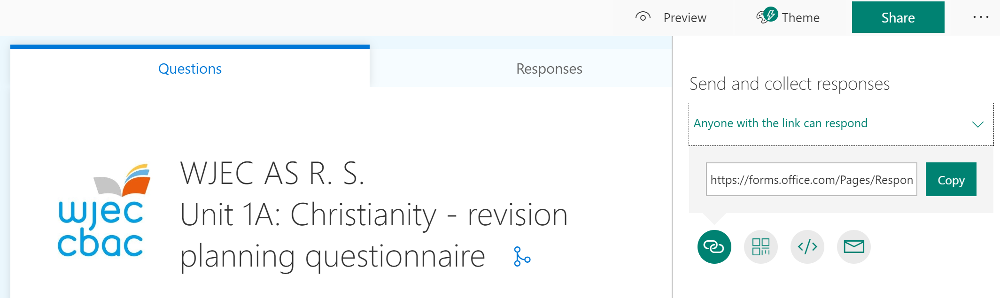 Preview
Theme
Share
Questions
Responses
Send and collect responses
Anyone with the link can respond
https://forms.office.com/Pages/Respon
Copy
wjec
cbac
WJEC AS R. S.
Unit 1A: Christianity - revision
planning questionnaire